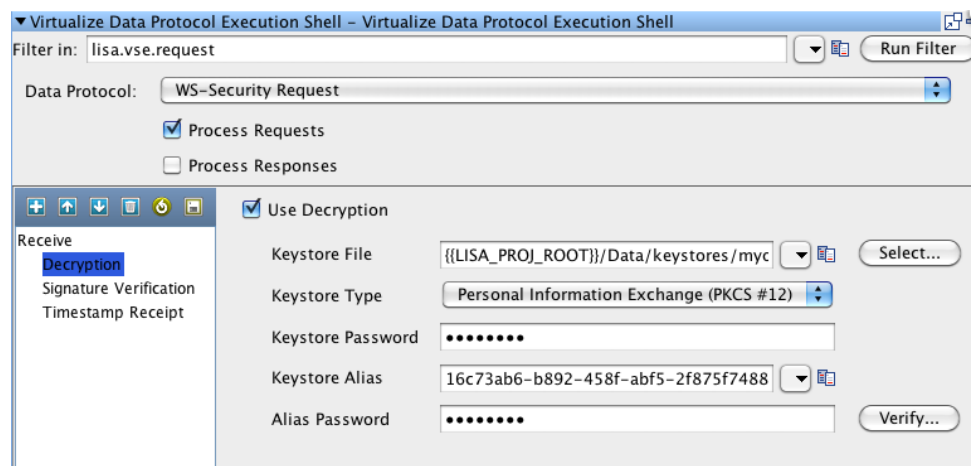 Virtualize Data Protocol Execution Shell – Virtualize Data Protocol Execution Shell
Filter in: lisa.vse.request Run Filter
Data Protocol: WS-Security Request
Process Requests
Process Responses
Use Decryption
Receive
Decryption
Signature Verification
Timestamp Receipt
Keystore File {{LISA_PROJ_ROOT}}/Data/keystores/myc Select...
Keystore Type Personal Information Exchange (PKCS #12)
Keystore Password ••••••••
Keystore Alias 16c73ab6-b892-458f-abf5-2f875f7488
Alias Password •••••••• Verify...